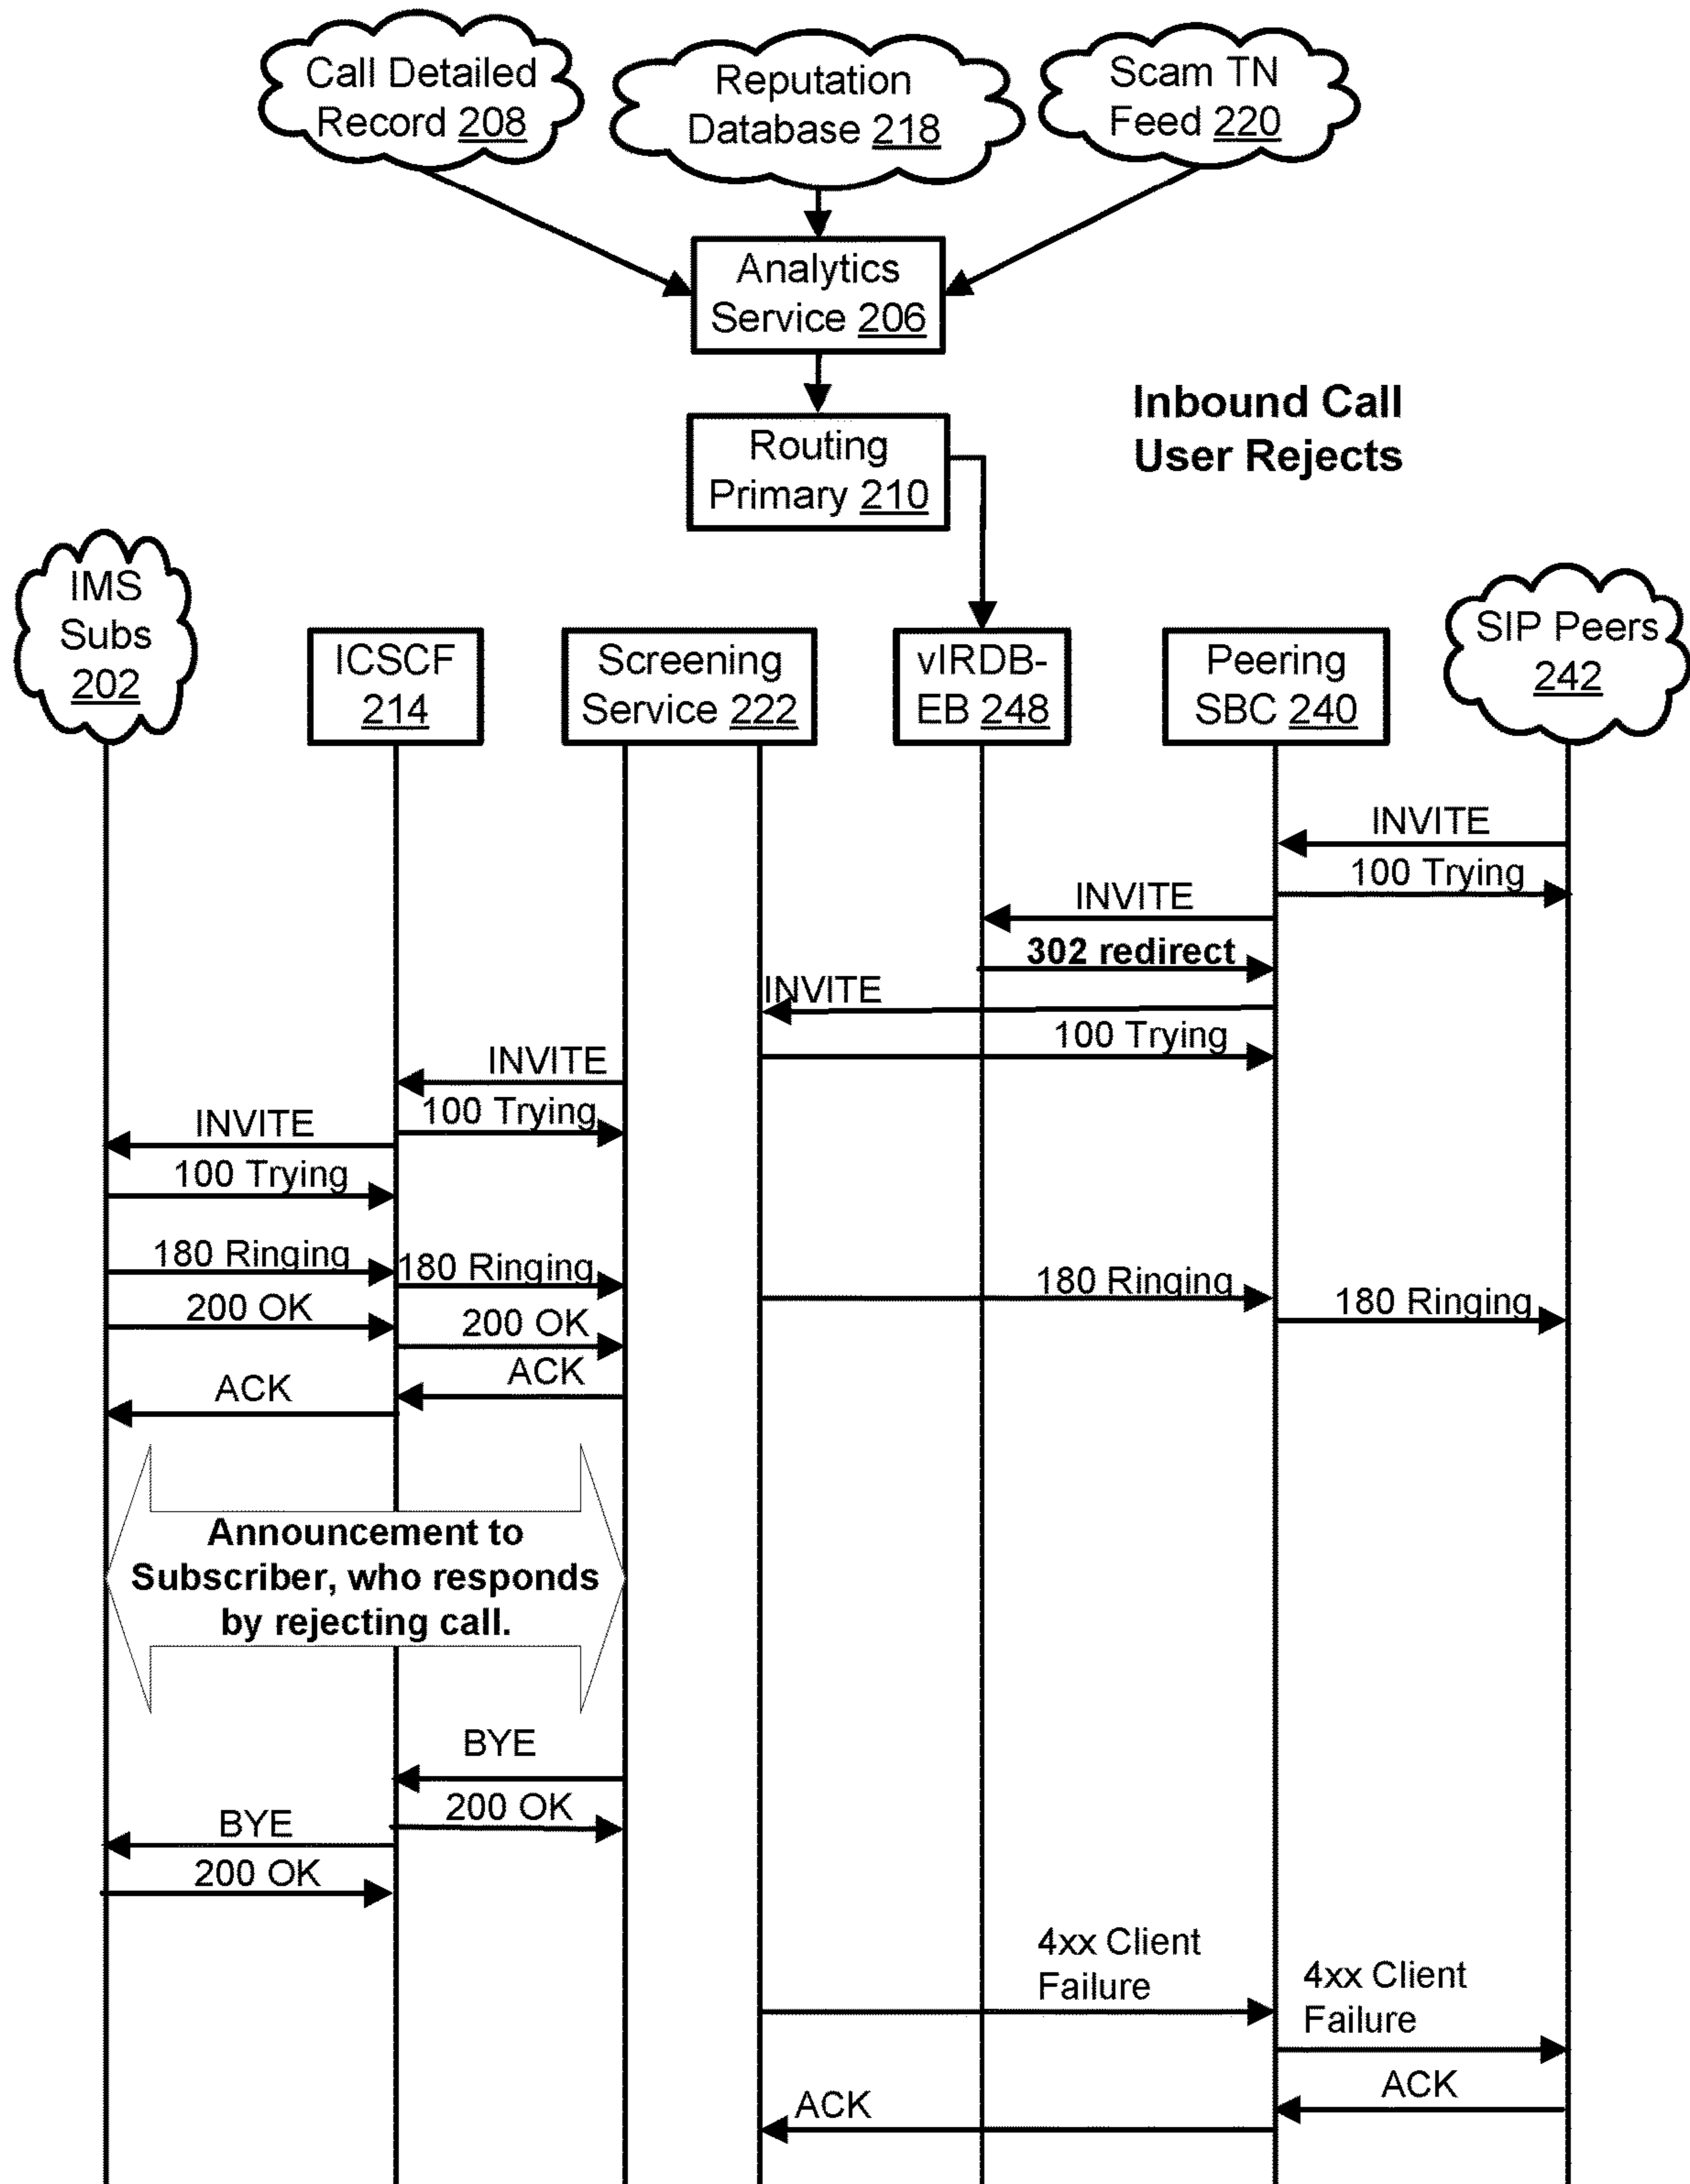 Call Detailed
Record 208
Reputation
Database 218
Scam TN
Feed 220
Analytics
Service 206
Inbound Call
User Rejects
Routing
Primary 210
IMS
Subs
202
ICSCF
214
Screening
Service 222
vIRDB-
EB 248
Peering
SBC 240
SIP Peers
242
INVITE
100 Trying
INVITE
302 redirect
INVITE
100 Trying
INVITE
100 Trying
INVITE
100 Trying
180 Ringing
180 Ringing
180 Ringing
180 Ringing
200 OK
200 OK
ACK
ACK
Announcement to
Subscriber, who responds
by rejecting call.
BYE
200 OK
BYE
200 OK
4xx Client
Failure
4xx Client
Failure
ACK
ACK